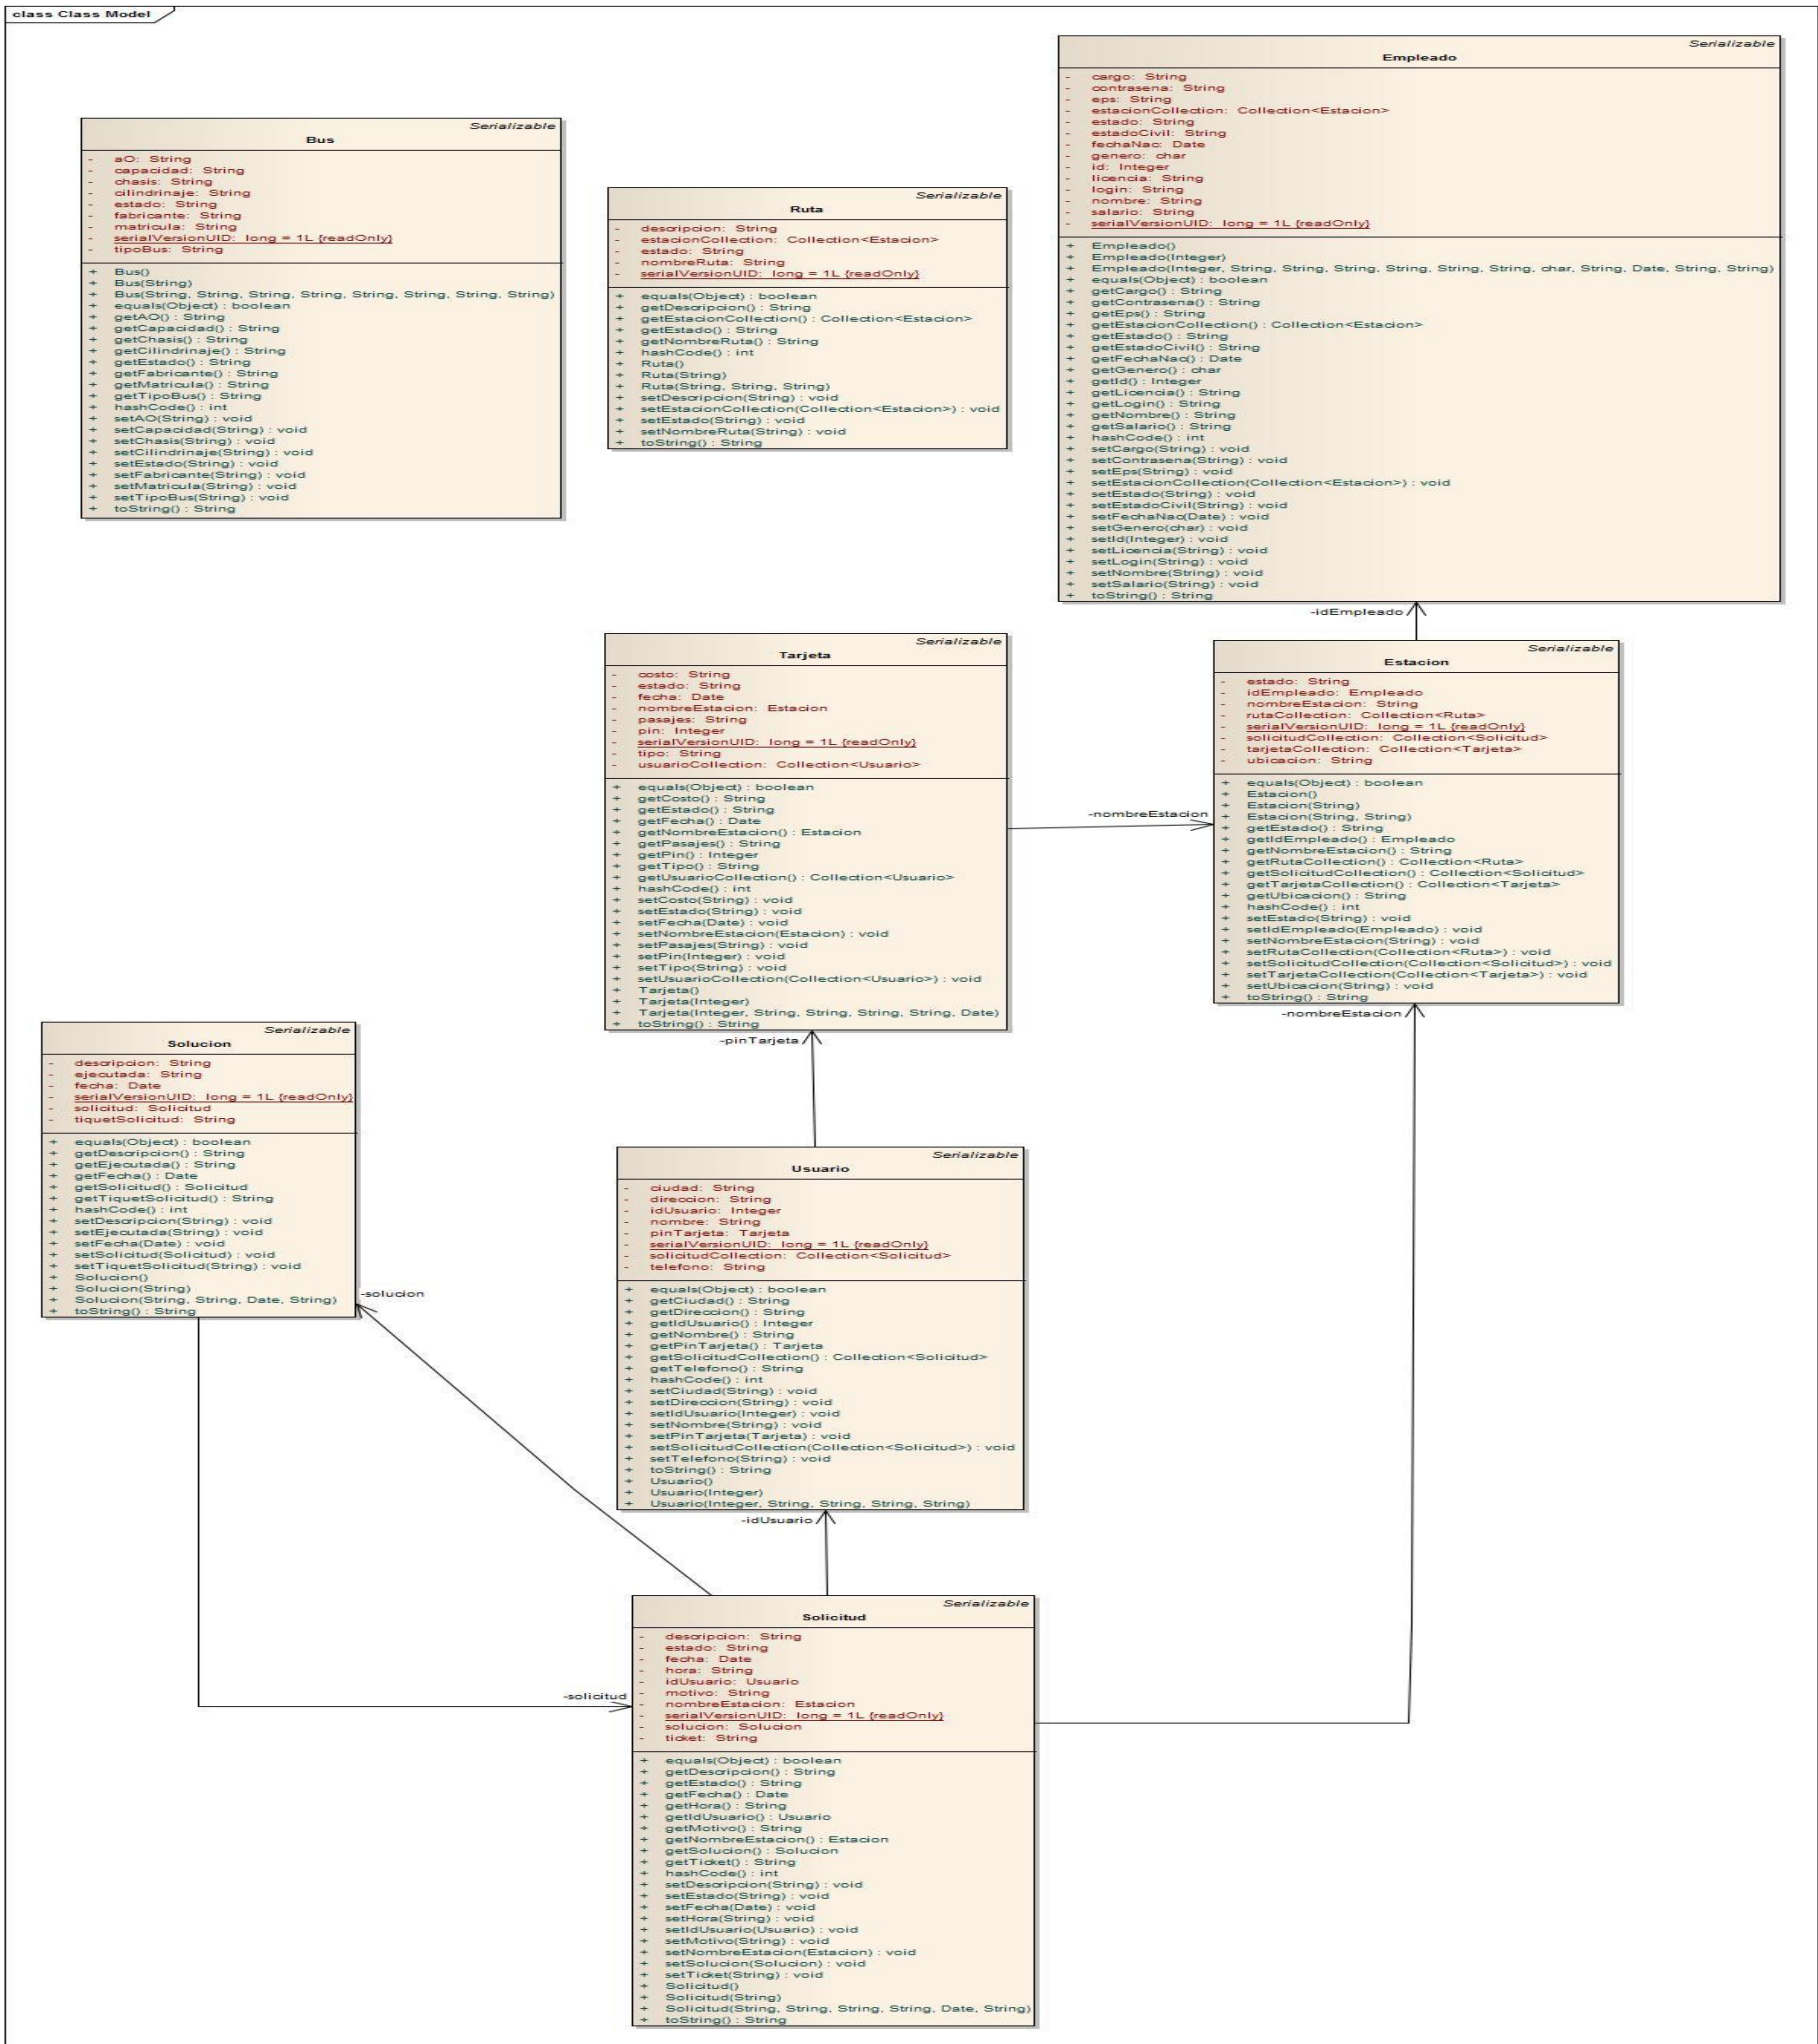 class Class Model
Serializable
Bus
- aO: String
- capacidad: String
- chasis: String
- cilindrinaje: String
- estado: String
- fabricante: String
- matricula: String
- serialVersionUID: long = 1L {readOnly}
- tipoBus: String
+ Bus()
+ Bus(String)
+ Bus(String, String, String, String, String, String, String, String)
+ equals(Object) : boolean
+ getAO() : String
+ getCapacidad() : String
+ getChasis() : String
+ getCilindrinaje() : String
+ getEstado() : String
+ getFabricante() : String
+ getMatricula() : String
+ getTipoBus() : String
+ hashCode() : int
+ setAO(String) : void
+ setCapacidad(String) : void
+ setChasis(String) : void
+ setCilindrinaje(String) : void
+ setEstado(String) : void
+ setFabricante(String) : void
+ setMatricula(String) : void
+ setTipoBus(String) : void
+ toString() : String
Serializable
Ruta
- descripcion: String
- estacionCollection: Collection<Estacion>
- estado: String
- nombreRuta: String
- serialVersionUID: long = 1L {readOnly}
+ equals(Object) : boolean
+ getDescripcion() : String
+ getEstacionCollection() : Collection<Estacion>
+ getEstado() : String
+ getNombreRuta() : String
+ hashCode() : int
+ Ruta()
+ Ruta(String)
+ Ruta(String, String, String)
+ setDescripcion(String) : void
+ setEstacionCollection(Collection<Estacion>) : void
+ setEstado(String) : void
+ setNombreRuta(String) : void
+ toString() : String
Serializable
Empleado
- cargo: String
- contrasena: String
- eps: String
- estacionCollection: Collection<Estacion>
- estado: String
- estadoCivil: String
- fechaNac: Date
- genero: char
- id: Integer
- licencia: String
- login: String
- nombre: String
- salario: String
- serialVersionUID: long = 1L {readOnly}
+ Empleado()
+ Empleado(Integer)
+ Empleado(Integer, String, String, String, String, String, String, char, String, Date, String, String)
+ equals(Object) : boolean
+ getCargo() : String
+ getContrasena() : String
+ getEps() : String
+ getEstacionCollection() : Collection<Estacion>
+ getEstado() : String
+ getEstadoCivil() : String
+ getFechaNac() : Date
+ getGenero() : char
+ getId() : Integer
+ getLicencia() : String
+ getLogin() : String
+ getNombre() : String
+ getSalario() : String
+ hashCode() : int
+ setCargo(String) : void
+ setContrasena(String) : void
+ setEps(String) : void
+ setEstacionCollection(Collection<Estacion>) : void
+ setEstado(String) : void
+ setEstadoCivil(String) : void
+ setFechaNac(Date) : void
+ setGenero(char) : void
+ setId(Integer) : void
+ setLicencia(String) : void
+ setLogin(String) : void
+ setNombre(String) : void
+ setSalario(String) : void
+ toString() : String
-idEmpleado
Serializable
Tarjeta
- costo: String
- estado: String
- fecha: Date
- nombreEstacion: Estacion
- pasajes: String
- pin: Integer
- serialVersionUID: long = 1L {readOnly}
- tipo: String
- usuarioCollection: Collection<Usuario>
+ equals(Object) : boolean
+ getCosto() : String
+ getEstado() : String
+ getFecha() : Date
+ getNombreEstacion() : Estacion
+ getPasajes() : String
+ getPin() : Integer
+ getTipo() : String
+ getUsuarioCollection() : Collection<Usuario>
+ hashCode() : int
+ setCosto(String) : void
+ setEstado(String) : void
+ setFecha(Date) : void
+ setNombreEstacion(Estacion) : void
+ setPasajes(String) : void
+ setPin(Integer) : void
+ setTipo(String) : void
+ setUsuarioCollection(Collection<Usuario>) : void
+ Tarjeta()
+ Tarjeta(Integer)
+ Tarjeta(Integer, String, String, String, String, Date)
+ toString() : String
-nombreEstacion
Serializable
Estacion
- estado: String
- idEmpleado: Empleado
- nombreEstacion: String
- rutaCollection: Collection<Ruta>
- serialVersionUID: long = 1L {readOnly}
- solicitudCollection: Collection<Solicitud>
- tarjetaCollection: Collection<Tarjeta>
- ubicacion: String
+ equals(Object) : boolean
+ Estacion()
+ Estacion(String)
+ Estacion(String, String)
+ getEstado() : String
+ getIdEmpleado() : Empleado
+ getNombreEstacion() : String
+ getRutaCollection() : Collection<Ruta>
+ getSolicitudCollection() : Collection<Solicitud>
+ getTarjetaCollection() : Collection<Tarjeta>
+ getUbicacion() : String
+ hashCode() : int
+ setEstado(String) : void
+ setIdEmpleado(Empleado) : void
+ setNombreEstacion(String) : void
+ setRutaCollection(Collection<Ruta>) : void
+ setSolicitudCollection(Collection<Solicitud>) : void
+ setTarjetaCollection(Collection<Tarjeta>) : void
+ setUbicacion(String) : void
+ toString() : String
-nombreEstacion
-pinTarjeta
Serializable
Solucion
- descripcion: String
- ejecutada: String
- fecha: Date
- serialVersionUID: long = 1L {readOnly}
- solicitud: Solicitud
- tiquetSolicitud: String
+ equals(Object) : boolean
+ getDescripcion() : String
+ getEjecutada() : String
+ getFecha() : Date
+ getSolicitud() : Solicitud
+ getTiquetSolicitud() : String
+ hashCode() : int
+ setDescripcion(String) : void
+ setEjecutada(String) : void
+ setFecha(Date) : void
+ setSolicitud(Solicitud) : void
+ setTiquetSolicitud(String) : void
+ Solucion()
+ Solucion(String)
+ Solucion(String, String, Date, String)
+ toString() : String
-solucion
Serializable
Usuario
- ciudad: String
- direccion: String
- idUsuario: Integer
- nombre: String
- pinTarjeta: Tarjeta
- serialVersionUID: long = 1L {readOnly}
- solicitudCollection: Collection<Solicitud>
- telefono: String
+ equals(Object) : boolean
+ getCiudad() : String
+ getDireccion() : String
+ getIdUsuario() : Integer
+ getNombre() : String
+ getPinTarjeta() : Tarjeta
+ getSolicitudCollection() : Collection<Solicitud>
+ getTelefono() : String
+ hashCode() : int
+ setCiudad(String) : void
+ setDireccion(String) : void
+ setIdUsuario(Integer) : void
+ setNombre(String) : void
+ setPinTarjeta(Tarjeta) : void
+ setSolicitudCollection(Collection<Solicitud>) : void
+ setTelefono(String) : void
+ toString() : String
+ Usuario()
+ Usuario(Integer)
+ Usuario(Integer, String, String, String, String)
-idUsuario
-solicitud
Serializable
Solicitud
- descripcion: String
- estado: String
- fecha: Date
- hora: String
- idUsuario: Usuario
- motivo: String
- nombreEstacion: Estacion
- serialVersionUID: long = 1L {readOnly}
- solucion: Solucion
- ticket: String
+ equals(Object) : boolean
+ getDescripcion() : String
+ getEstado() : String
+ getFecha() : Date
+ getHora() : String
+ getIdUsuario() : Usuario
+ getMotivo() : String
+ getNombreEstacion() : Estacion
+ getSolucion() : Solucion
+ getTicket() : String
+ hashCode() : int
+ setDescripcion(String) : void
+ setEstado(String) : void
+ setFecha(Date) : void
+ setHora(String) : void
+ setIdUsuario(Usuario) : void
+ setMotivo(String) : void
+ setNombreEstacion(Estacion) : void
+ setSolucion(Solucion) : void
+ setTicket(String) : void
+ Solicitud()
+ Solicitud(String)
+ Solicitud(String, String, String, String, Date, String)
+ toString() : String